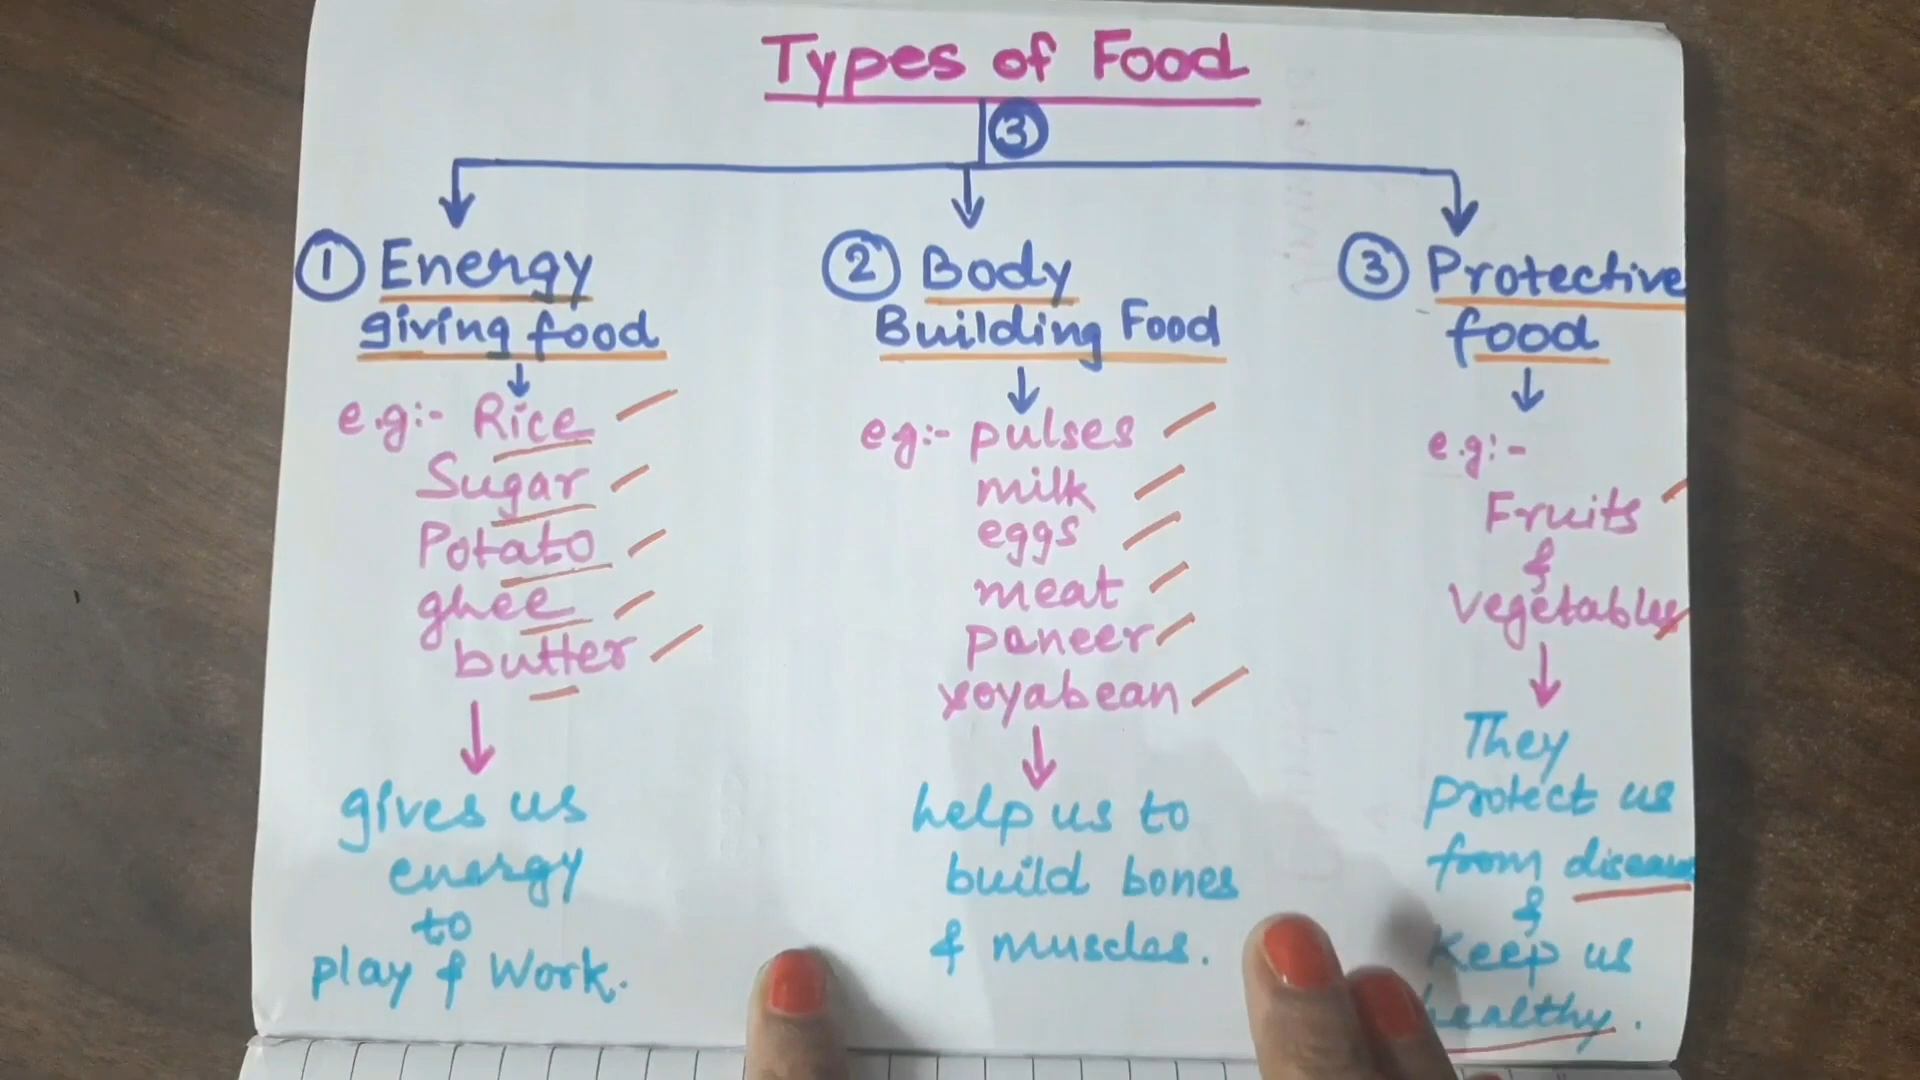 Types of Food
3
1 Energy
giving food
e.g:- Rice
Sugar
Potato
ghee
butter
gives us
energy
to
play & Work.
2 Body
Building Food
eg:- pulses
milk
eggs
meat
paneer
soyabean
help us to
build bones
& muscles.
3 Protective
food
e.g:-
Fruits
&
Vegetables
They
protect us
from diseases
&
Keep us
healthy.